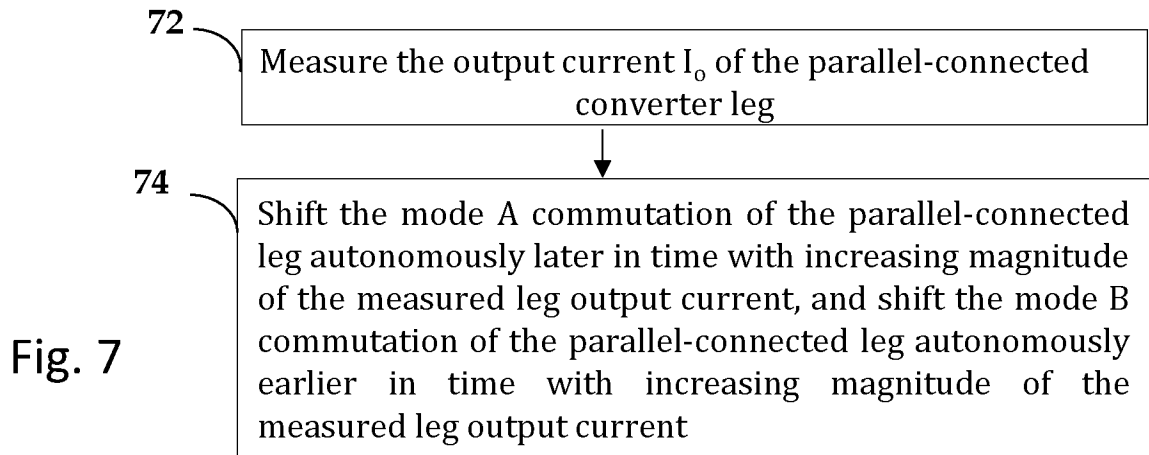 72
Measure the output current Iₒ of the parallel-connected
converter leg
74
Shift the mode A commutation of the parallel-connected
leg autonomously later in time with increasing magnitude
of the measured leg output current, and shift the mode B
commutation of the parallel-connected leg autonomously
earlier in time with increasing magnitude of the
measured leg output current
Fig. 7